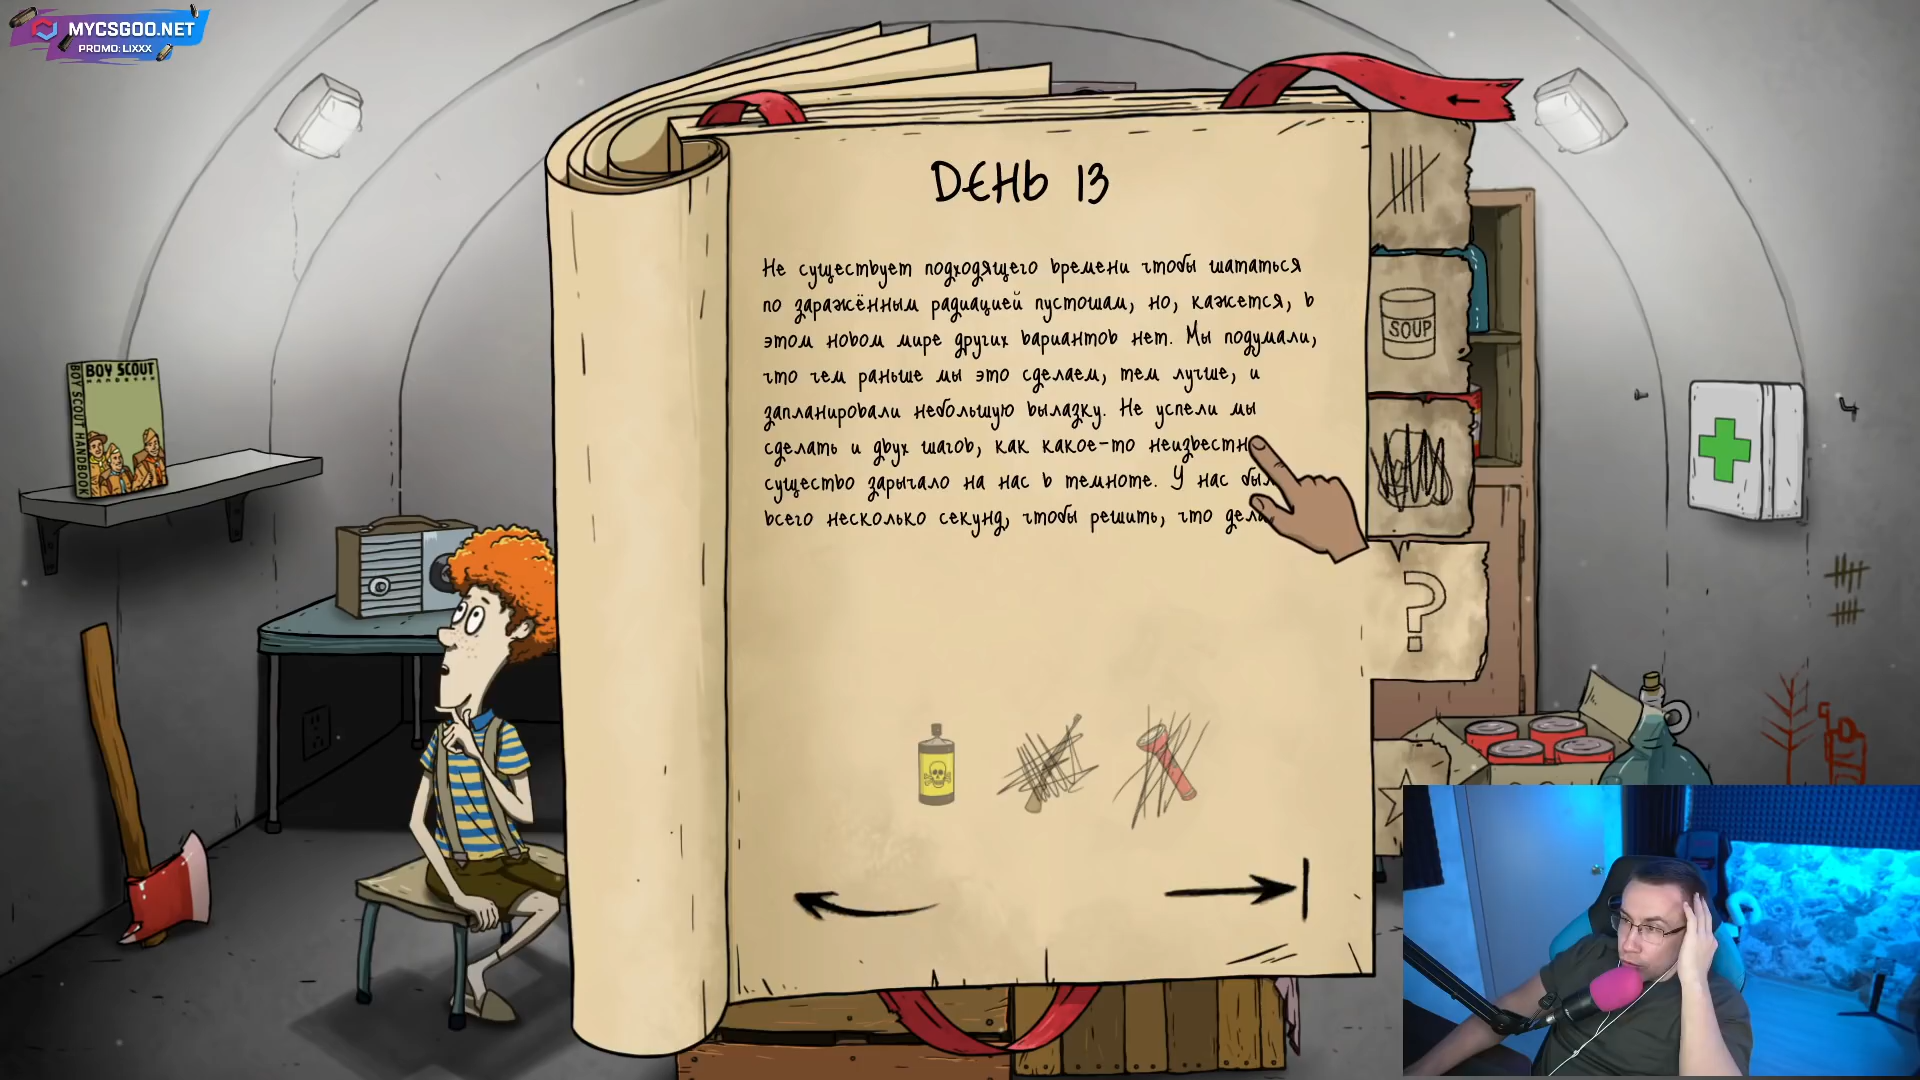 MYCSGOO.NET
PROMO: LIXXX
BOY SCOUT
HANDBOOK
BOY SCOUT HANDBOOK
ДЕНЬ 13
Не существует подходящего времени чтобы шататься
по заражённым радиацией пустошам, но, кажется, в
этом новом мире других вариантов нет. Мы подумали,
что чем раньше мы это сделаем, тем лучше, и
запланировали небольшую вылазку. Не успели мы
сделать и двух шагов, как какое-то
существо зарычало на нас в темноте. У нас
всего несколько секунд, чтобы решить, что
SOUP